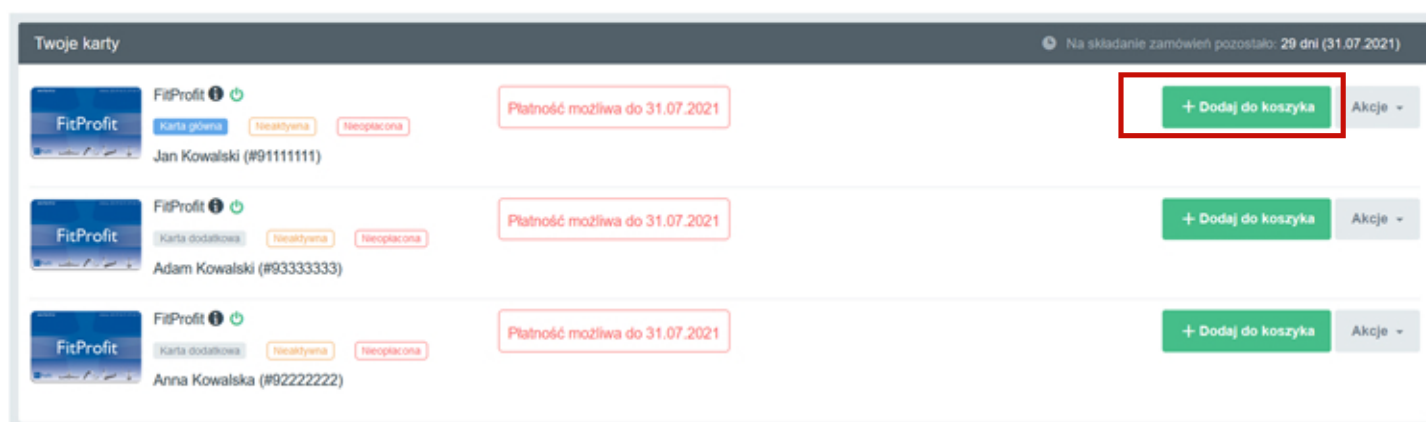 Twoje karty Na składanie zamówień pozostało: 29 dni (31.07.2021)
FitProfit
FitProfit Płatność możliwa do 31.07.2021 + Dodaj do koszyka Akcje
Karta główna Nieaktywna Nieopłacona
Jan Kowalski (#91111111)
FitProfit
FitProfit Płatność możliwa do 31.07.2021 + Dodaj do koszyka Akcje
Karta dodatkowa Nieaktywna Nieopłacona
Adam Kowalski (#93333333)
FitProfit
FitProfit Płatność możliwa do 31.07.2021 + Dodaj do koszyka Akcje
Karta dodatkowa Nieaktywna Nieopłacona
Anna Kowalska (#92222222)